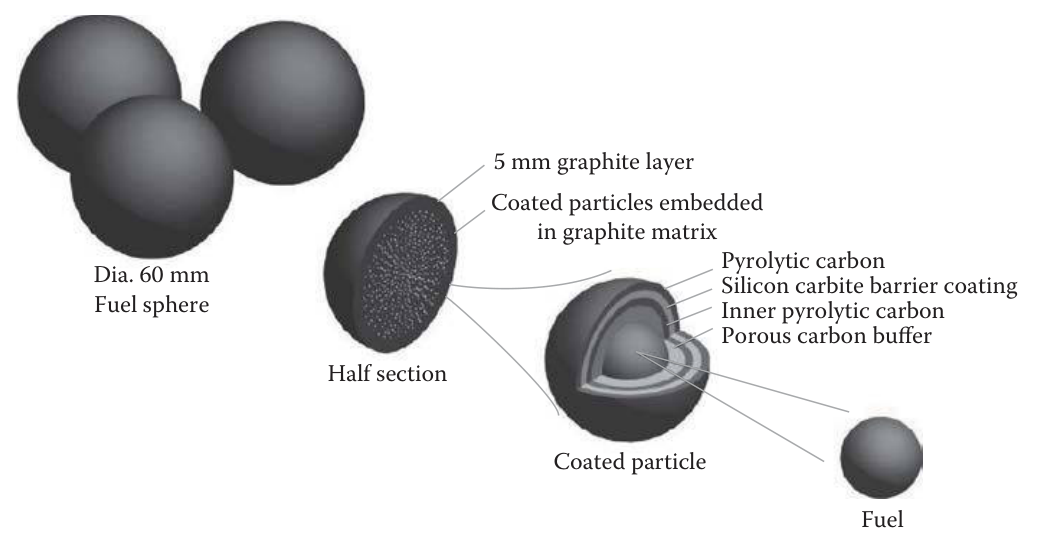 5 mm graphite layer
Coated particles embedded
in graphite matrix
Dia. 60 mm
Fuel sphere
Pyrolytic carbon
Silicon carbite barrier coating
Inner pyrolytic carbon
Porous carbon buffer
Half section
Coated particle
Fuel